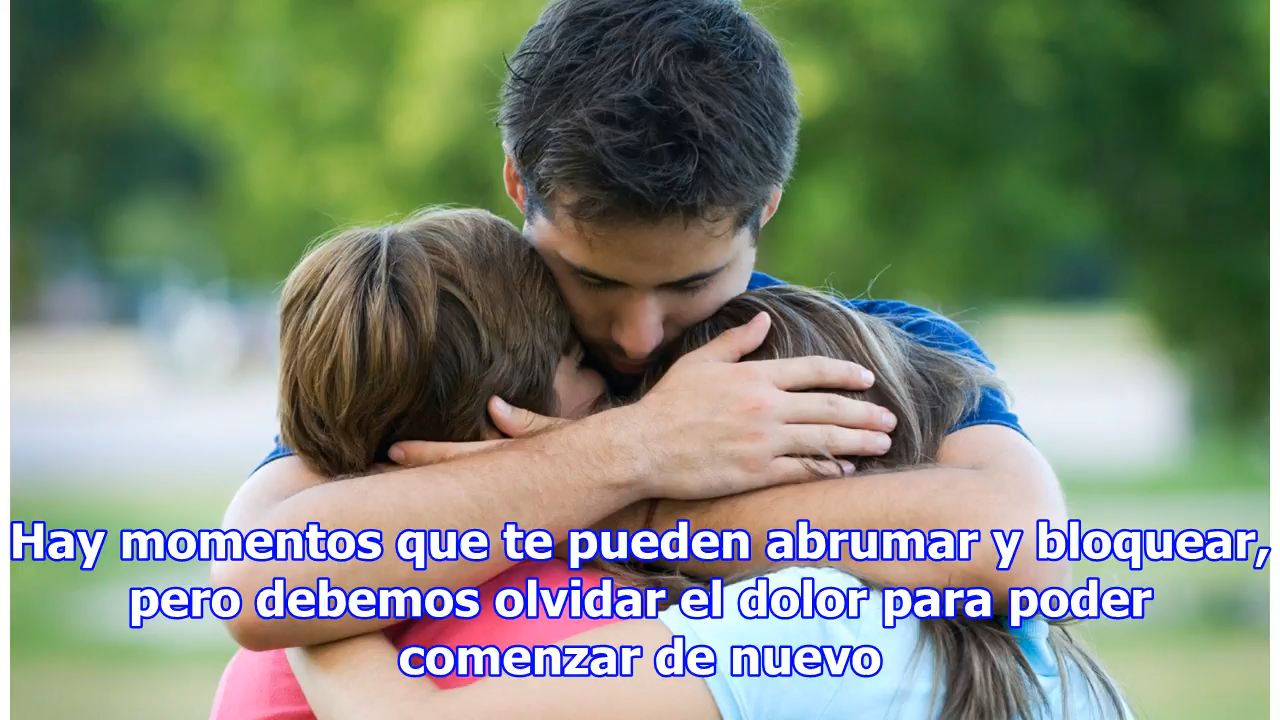 Hay momentos que te pueden abrumar y bloquear,
pero debemos olvidar el dolor para poder
comenzar de nuevo